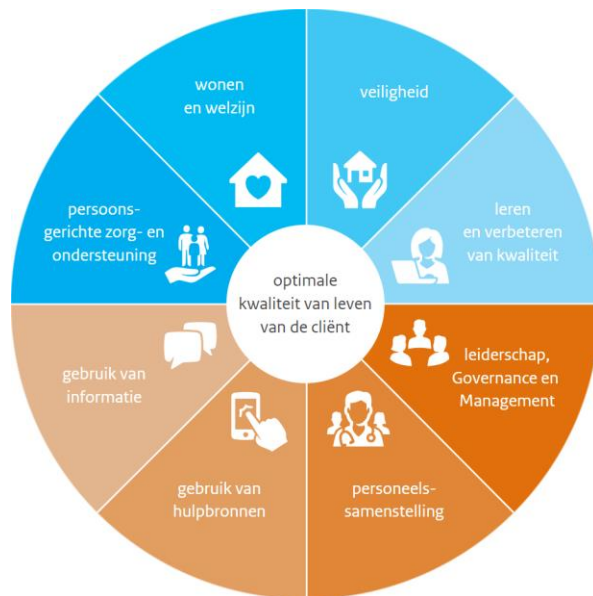 wonen
en welzijn
veiligheid
persoons-
gerichte zorg- en
ondersteuning
leren
en verbeteren
van kwaliteit
optimale
kwaliteit van leven
van de cliënt
gebruik van
informatie
leiderschap,
Governance en
Management
gebruik van
hulpbronnen
personeels-
samenstelling